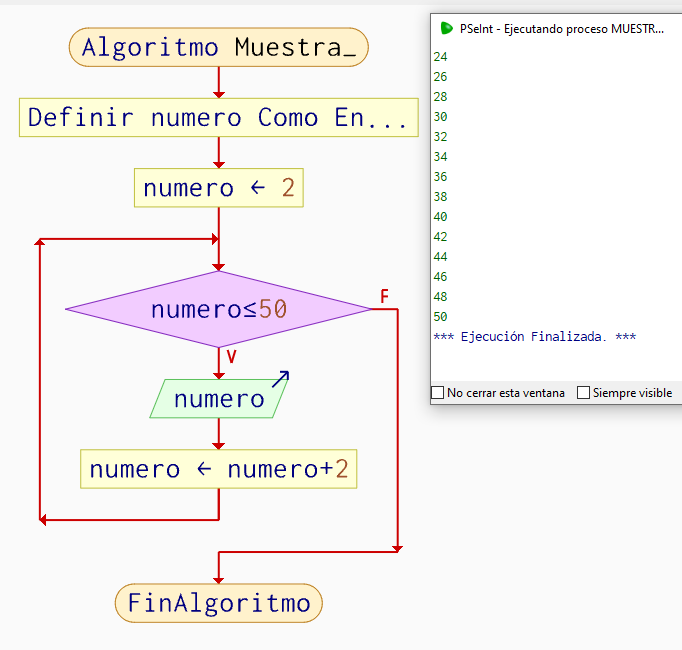 Algoritmo Muestra_
Definir numero Como En...
numero ← 2
numero≤50
F
V
numero
numero ← numero+2
FinAlgoritmo
PSeInt - Ejecutando proceso MUESTR...
24
26
28
30
32
34
36
38
40
42
44
46
48
50
*** Ejecución Finalizada. ***
No cerrar esta ventana
Siempre visible